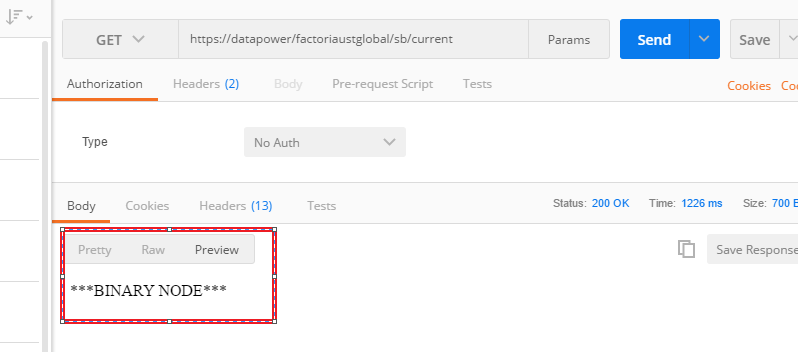 GET https://datapower/factoriaustglobal/sb/current Params Send Save
Authorization Headers (2) Body Pre-request Script Tests Cookies
Type No Auth
Body Cookies Headers (13) Tests Status: 200 OK Time: 1226 ms Size: 700
Pretty Raw Preview Save Response
***BINARY NODE***